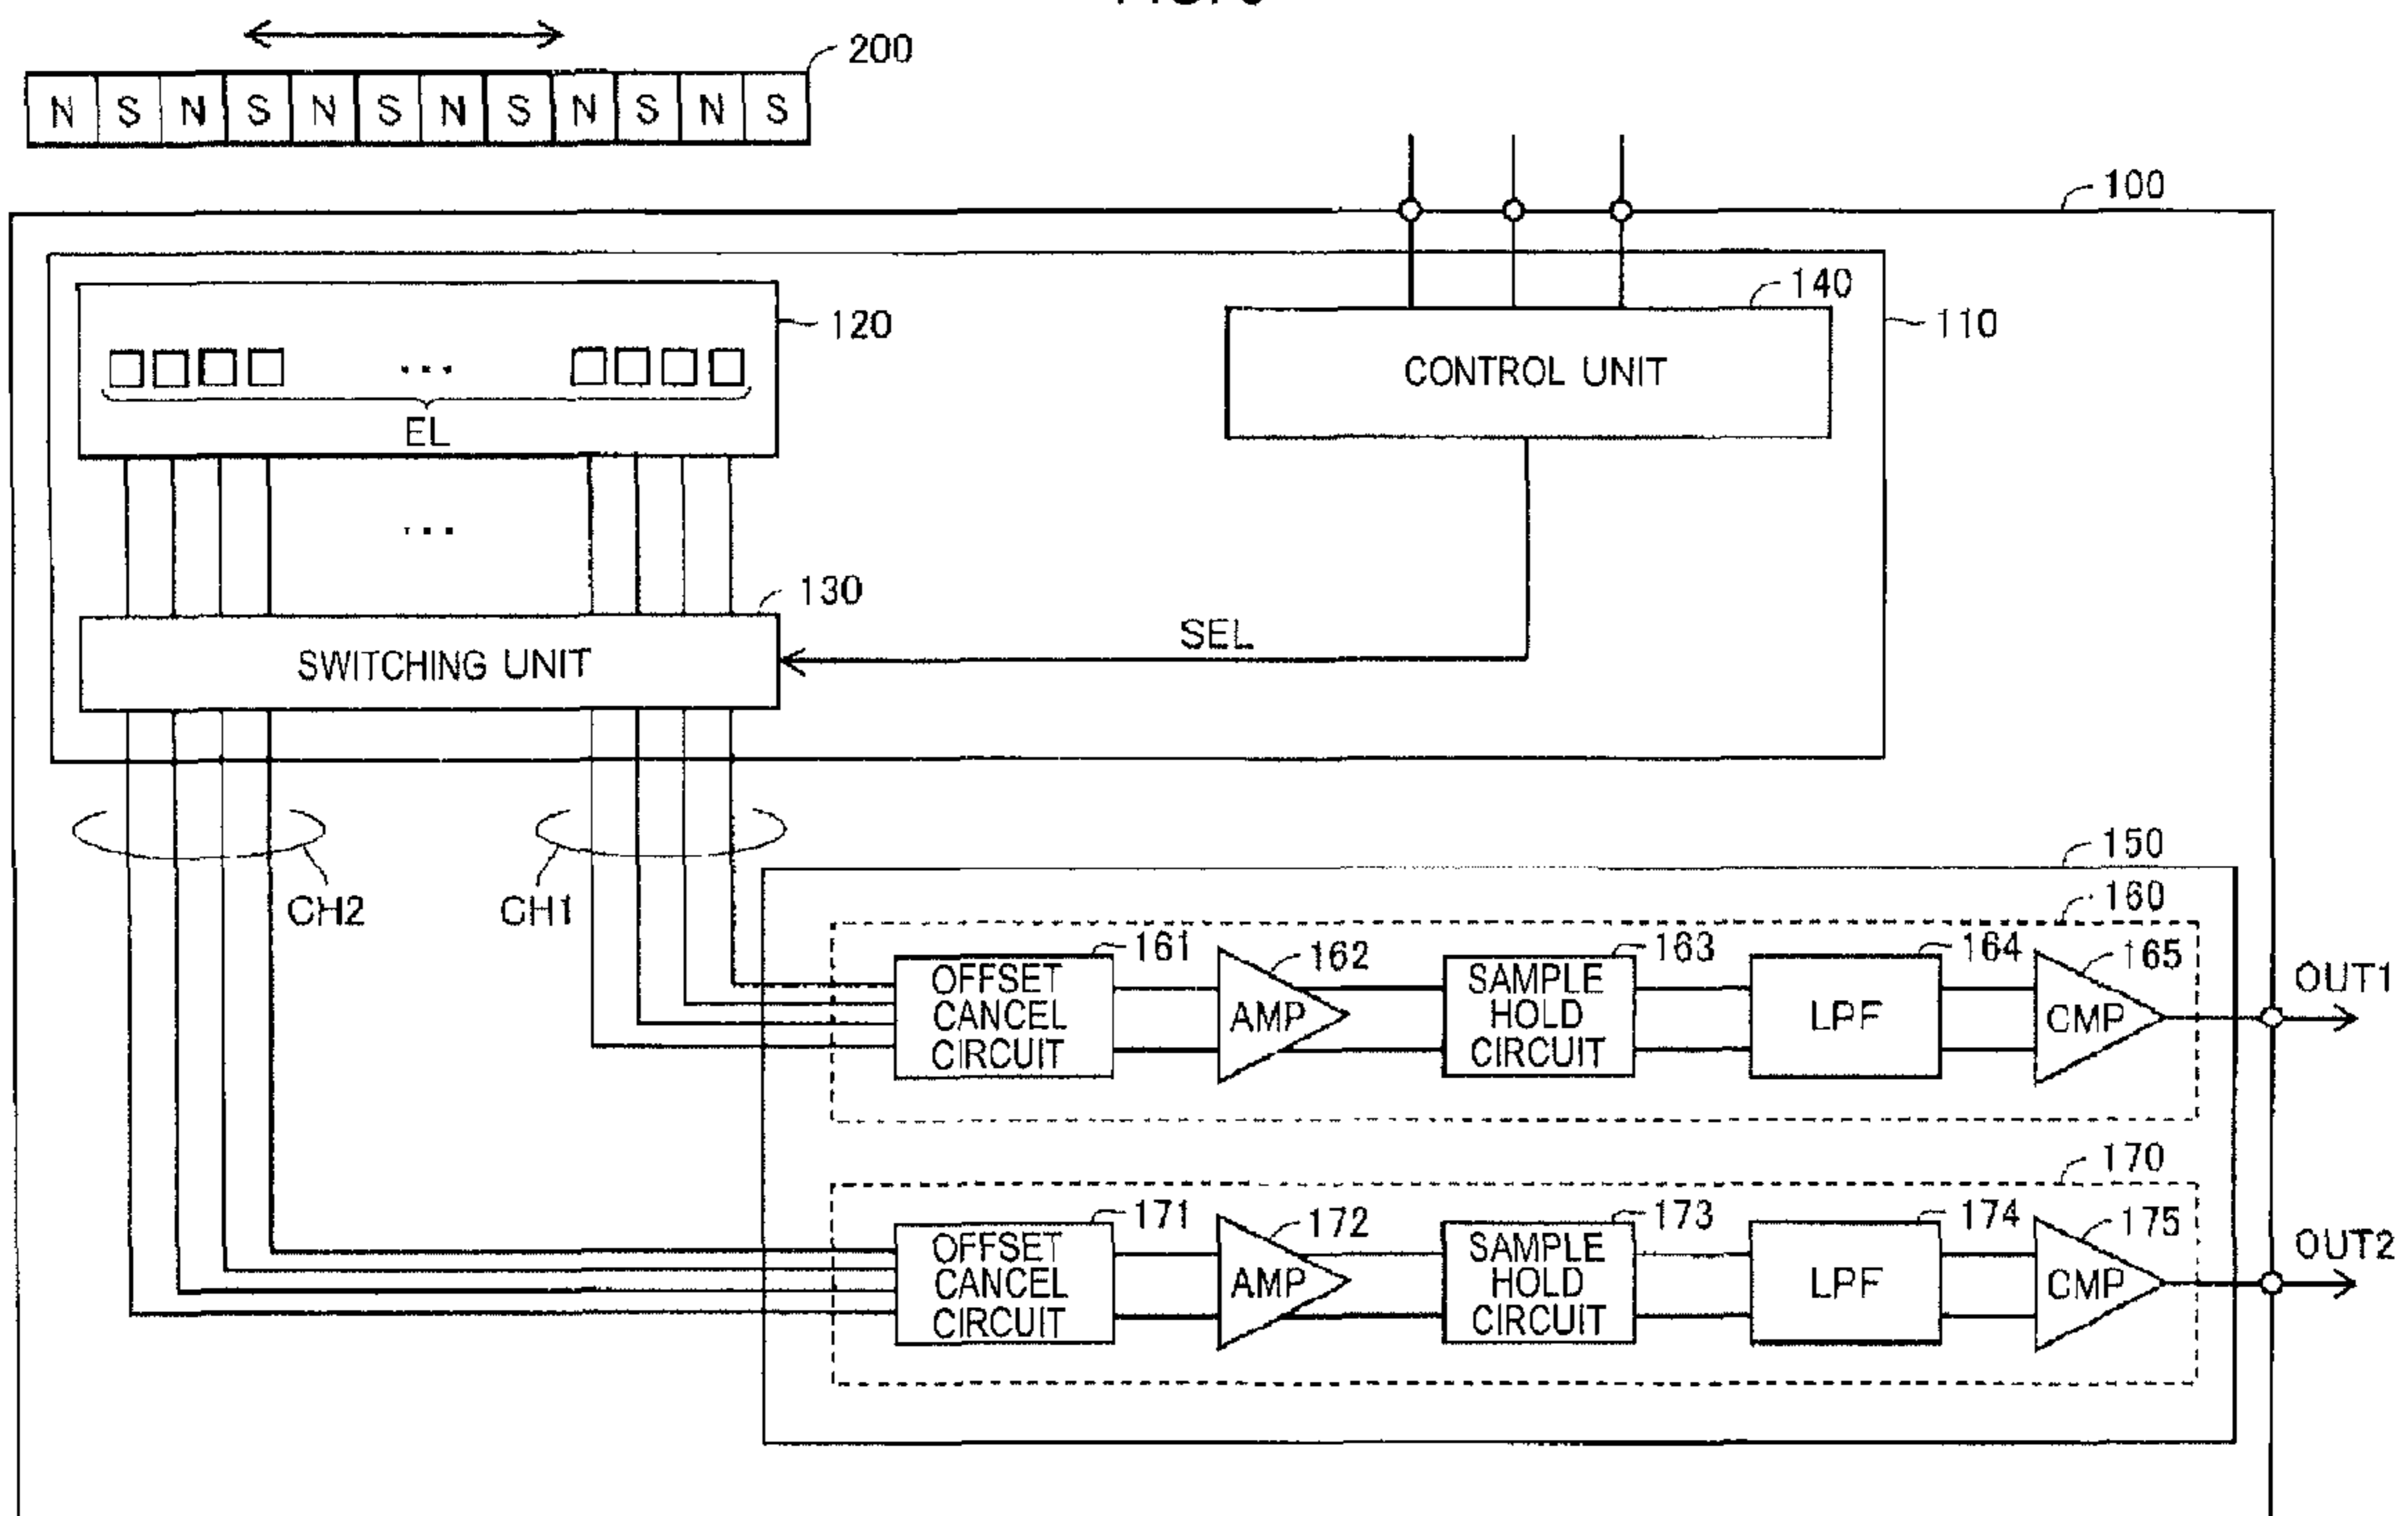 200
N S N S N S N S N S N S
100
140
120
110
CONTROL UNIT
...
EL
...
130
SEL
SWITCHING UNIT
150
CH2
CH1
160
161
162
163
164
165
OFFSET
CANCEL
CIRCUIT
AMP
SAMPLE
HOLD
CIRCUIT
LPF
CMP
OUT1
170
171
172
173
174
175
OFFSET
CANCEL
CIRCUIT
AMP
SAMPLE
HOLD
CIRCUIT
LPF
CMP
OUT2